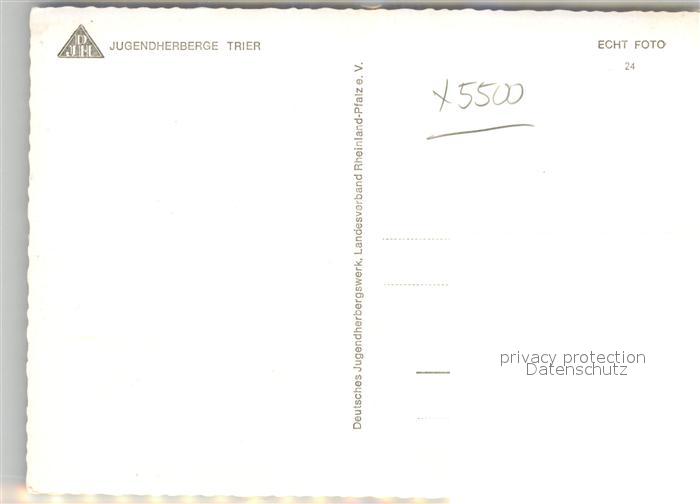 DJH
JUGENDHERBERGE TRIER
ECHT FOTO
24
x5500
Deutsches Jugendherbergswerk, Landesverband Rheinland-Pfalz e. V.
privacy protection
Datenschutz